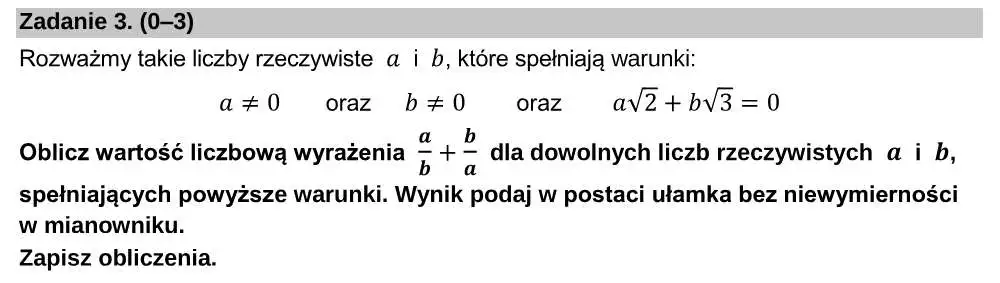 Zadanie 3. (0–3)
Rozważmy takie liczby rzeczywiste a i b, które spełniają warunki:
a ≠ 0 oraz b ≠ 0 oraz a√2 + b√3 = 0
Oblicz wartość liczbową wyrażenia a/b + b/a dla dowolnych liczb rzeczywistych a i b,
spełniających powyższe warunki. Wynik podaj w postaci ułamka bez niewymierności
w mianowniku.
Zapisz obliczenia.